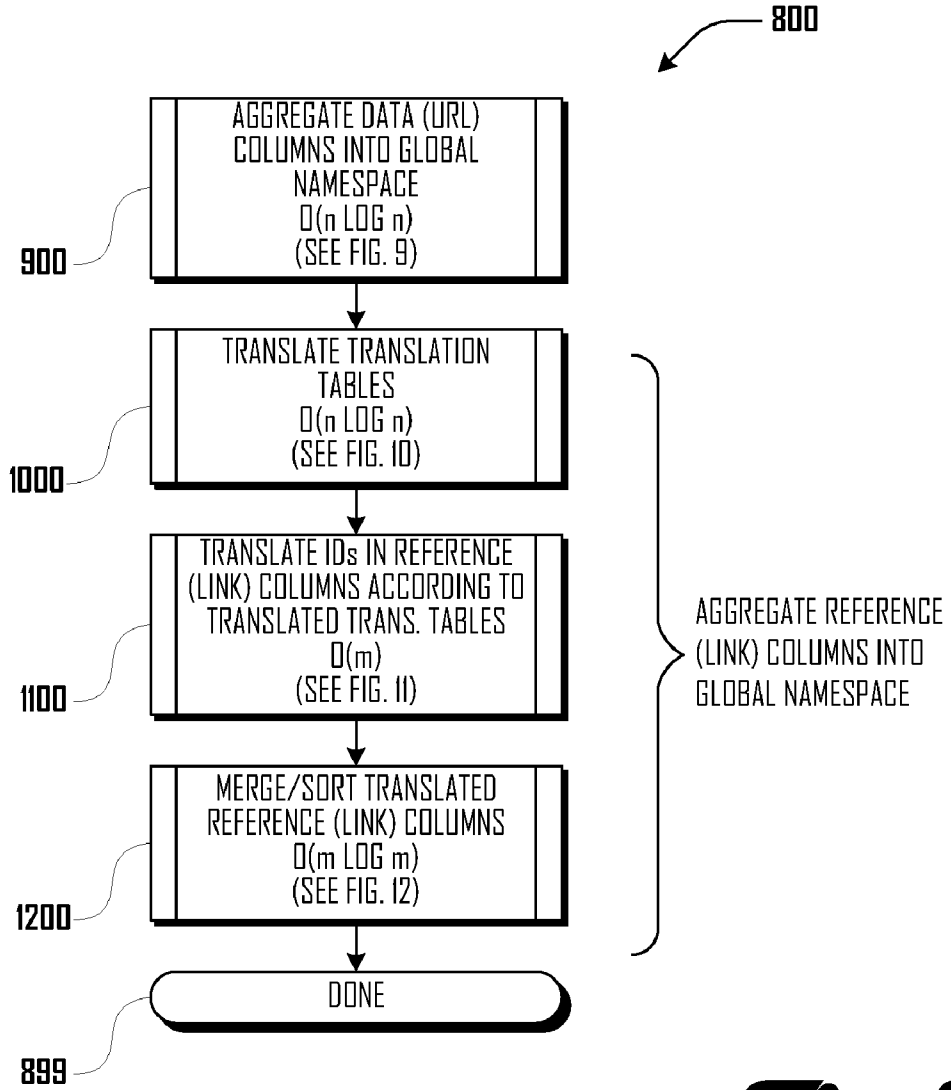 800
AGGREGATE DATA (URL)
COLUMNS INTO GLOBAL
NAMESPACE
O(n LOG n)
(SEE FIG. 9)
900
TRANSLATE TRANSLATION
TABLES
O(n LOG n)
(SEE FIG. 10)
1000
TRANSLATE IDs IN REFERENCE
(LINK) COLUMNS ACCORDING TO
TRANSLATED TRANS. TABLES
O(m)
(SEE FIG. 11)
1100
AGGREGATE REFERENCE
(LINK) COLUMNS INTO
GLOBAL NAMESPACE
MERGE/SORT TRANSLATED
REFERENCE (LINK) COLUMNS
O(m LOG m)
(SEE FIG. 12)
1200
DONE
899